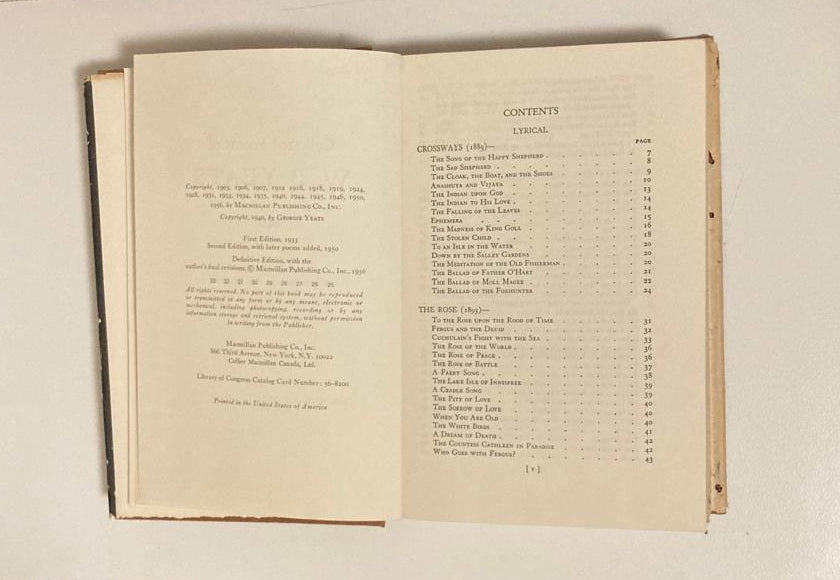 Copyright, 1903, 1906, 1907, 1912, 1916, 1918, 1919, 1924,
1928, 1931, 1933, 1934, 1935, 1940, 1944, 1945, 1946, 1950,
1956, by Macmillan Publishing Co., Inc.
Copyright, 1940, by Georgie Yeats
First Edition, 1933
Second Edition, with later poems added, 1950
Definitive Edition, with the
author's final revisions, © Macmillan Publishing Co., Inc., 1956
22 23 24 25
All rights reserved. No part of this book may be reproduced
or transmitted in any form or by any means, electronic or
mechanical, including photocopying, recording or by any
information storage and retrieval system, without permission
in writing from the Publisher.
Macmillan Publishing Co., Inc.
866 Third Avenue, New York, N.Y. 10022
Collier Macmillan Canada, Ltd.
Library of Congress Catalog Card Number: 56-8200
Printed in the United States of America
CONTENTS
LYRICAL
PAGE
CROSSWAYS (1889)—
The Song of the Happy Shepherd . . . . . 7
The Sad Shepherd . . . . . 8
The Cloak, the Boat, and the Shoes . . . . . 9
Anashuya and Vijaya . . . . . 10
The Indian upon God . . . . . 13
The Indian to His Love . . . . . 14
The Falling of the Leaves . . . . . 14
Ephemera . . . . . 15
The Madness of King Goll . . . . . 16
The Stolen Child . . . . . 18
To an Isle in the Water . . . . . 20
Down by the Salley Gardens . . . . . 20
The Meditation of the Old Fisherman . . . . . 20
The Ballad of Father O'Hart . . . . . 21
The Ballad of Moll Magee . . . . . 22
The Ballad of the Foxhunter . . . . . 24
THE ROSE (1893)—
To the Rose upon the Rood of Time . . . . . 31
Fergus and the Druid . . . . . 32
Cuchulain's Fight with the Sea . . . . . 33
The Rose of the World . . . . . 36
The Rose of Peace . . . . . 36
The Rose of Battle . . . . . 37
A Faery Song . . . . . 38
The Lake Isle of Innisfree . . . . . 39
A Cradle Song . . . . . 39
The Pity of Love . . . . . 40
The Sorrow of Love . . . . . 40
When You Are Old . . . . . 40
The White Birds . . . . . 41
A Dream of Death . . . . . 42
The Countess Cathleen in Paradise . . . . . 42
Who Goes with Fergus? . . . . . 43
[ v ]